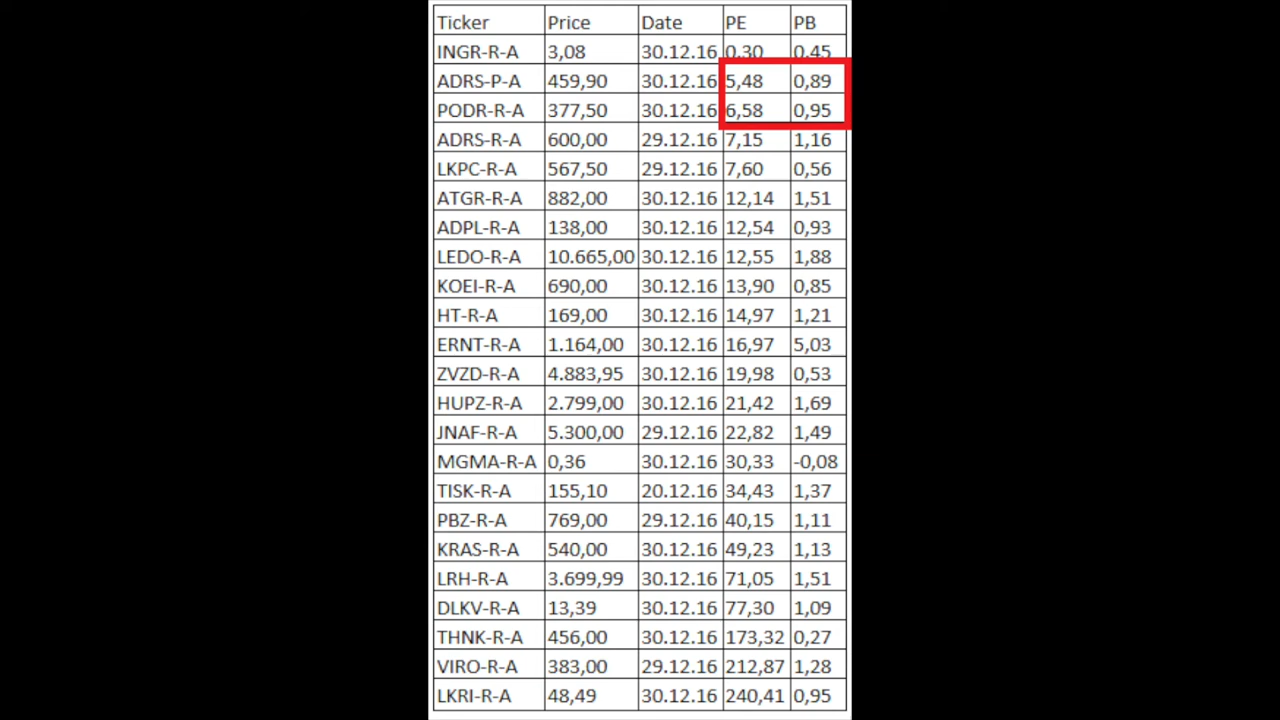 Ticker Price Date PE PB
INGR-R-A 3,08 30.12.16 0,30 0,45
ADRS-P-A 459,90 30.12.16 5,48 0,89
PODR-R-A 377,50 30.12.16 6,58 0,95
ADRS-R-A 600,00 29.12.16 7,15 1,16
LKPC-R-A 567,50 29.12.16 7,60 0,56
ATGR-R-A 882,00 30.12.16 12,14 1,51
ADPL-R-A 138,00 30.12.16 12,54 0,93
LEDO-R-A 10.665,00 30.12.16 12,55 1,88
KOEI-R-A 690,00 30.12.16 13,90 0,85
HT-R-A 169,00 30.12.16 14,97 1,21
ERNT-R-A 1.164,00 30.12.16 16,97 5,03
ZVZD-R-A 4.883,95 30.12.16 19,98 0,53
HUPZ-R-A 2.799,00 30.12.16 21,42 1,69
JNAF-R-A 5.300,00 29.12.16 22,82 1,49
MGMA-R-A 0,36 30.12.16 30,33 -0,08
TISK-R-A 155,10 20.12.16 34,43 1,37
PBZ-R-A 769,00 29.12.16 40,15 1,11
KRAS-R-A 540,00 30.12.16 49,23 1,13
LRH-R-A 3.699,99 30.12.16 71,05 1,51
DLKV-R-A 13,39 30.12.16 77,30 1,09
THNK-R-A 456,00 30.12.16 173,32 0,27
VIRO-R-A 383,00 29.12.16 212,87 1,28
LKRI-R-A 48,49 30.12.16 240,41 0,95